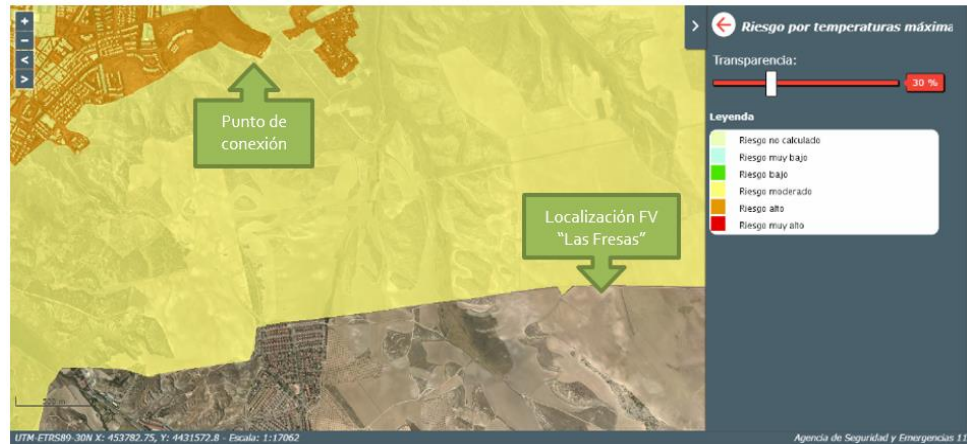 +
−
<
>
>
Riesgo por temperaturas máxima
Transparencia:
30 %
Leyenda
Riesgo no calculado
Riesgo muy bajo
Riesgo bajo
Riesgo moderado
Riesgo alto
Riesgo muy alto
Punto de
conexión
Localización FV
"Las Fresas"
500 m
UTM-ETRS89-30N X: 453782.75, Y: 4431572.8 - Escala: 1:17062
Agencia de Seguridad y Emergencias 11